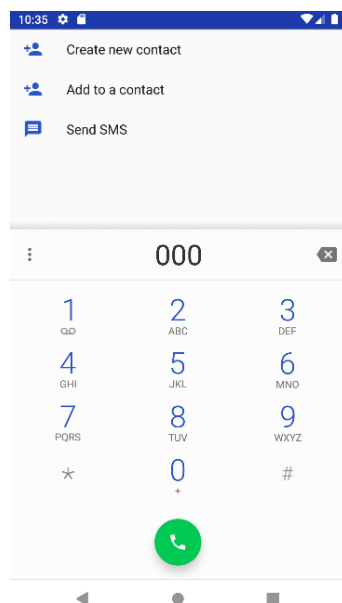 10:35
Create new contact
Add to a contact
Send SMS
000
1 2 3
ABC DEF
4 5 6
GHI JKL MNO
7 8 9
PQRS TUV WXYZ
* 0 #
+